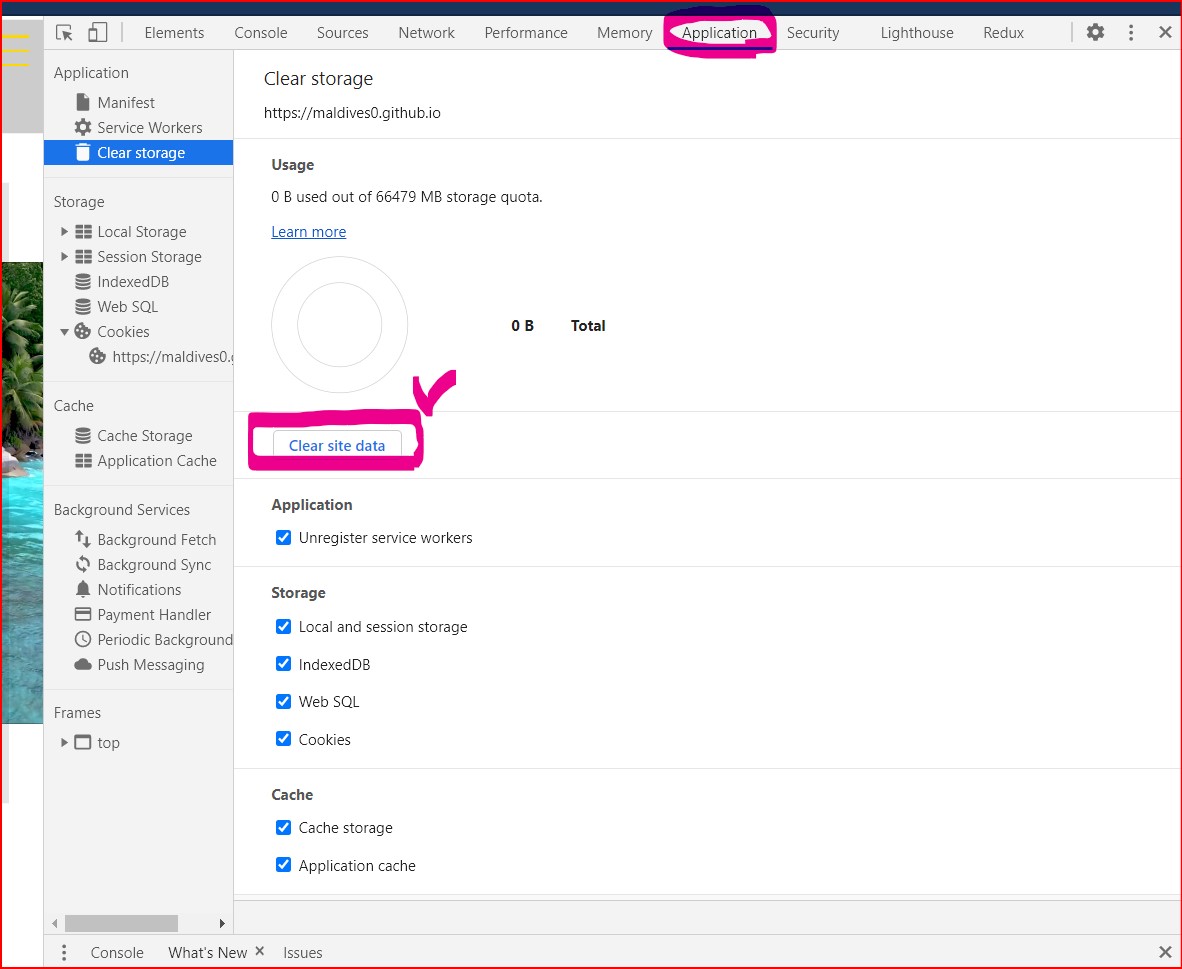 Elements Console Sources Network Performance Memory Application Security Lighthouse Redux
Application
Manifest
Service Workers
Clear storage
Storage
Local Storage
Session Storage
IndexedDB
Web SQL
Cookies
https://maldives0.g
Cache
Cache Storage
Application Cache
Background Services
Background Fetch
Background Sync
Notifications
Payment Handler
Periodic Background
Push Messaging
Frames
top
Clear storage
https://maldives0.github.io
Usage
0 B used out of 66479 MB storage quota.
Learn more
0 B Total
Clear site data
Application
Unregister service workers
Storage
Local and session storage
IndexedDB
Web SQL
Cookies
Cache
Cache storage
Application cache
Console What's New Issues